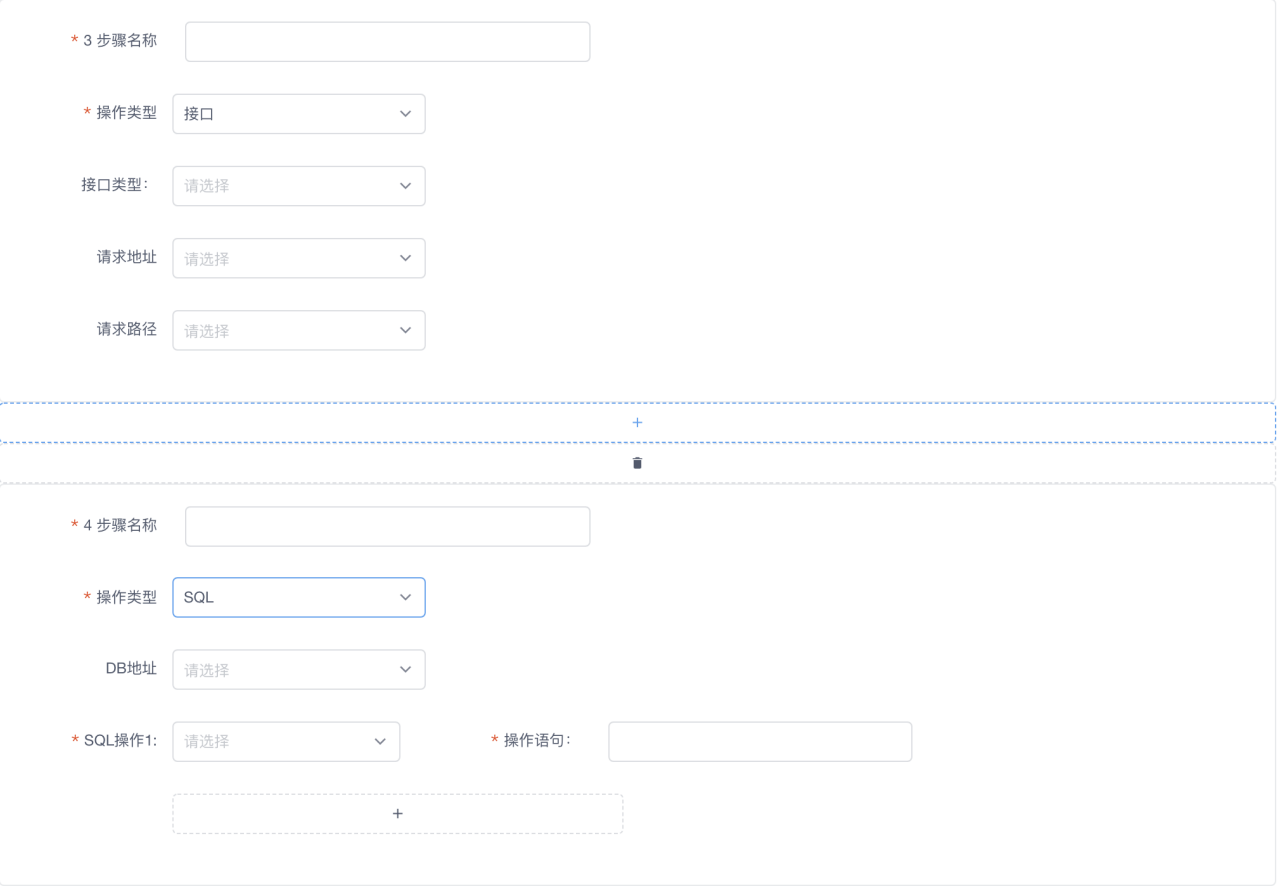 * 3 步骤名称
* 操作类型 接口
接口类型： 请选择
请求地址 请选择
请求路径 请选择
+
* 4 步骤名称
* 操作类型 SQL
DB地址 请选择
* SQL操作1: 请选择 * 操作语句：
+